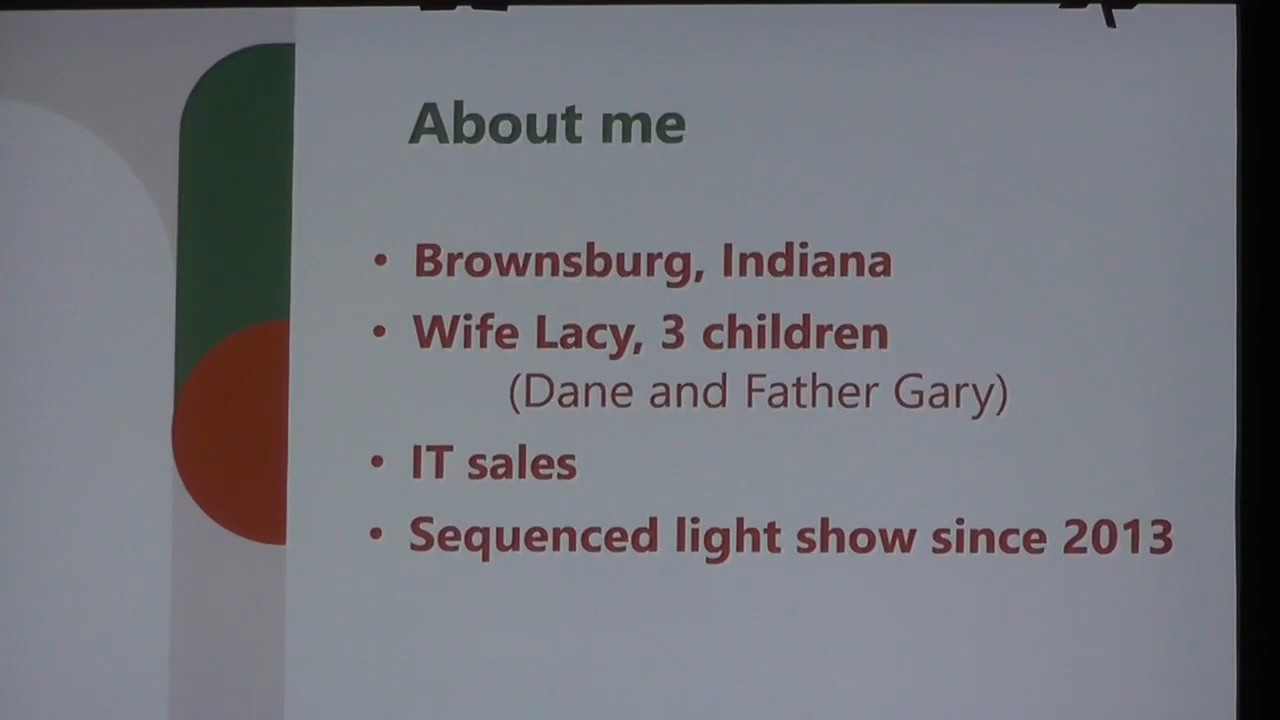 About me
• Brownsburg, Indiana
• Wife Lacy, 3 children
(Dane and Father Gary)
• IT sales
• Sequenced light show since 2013